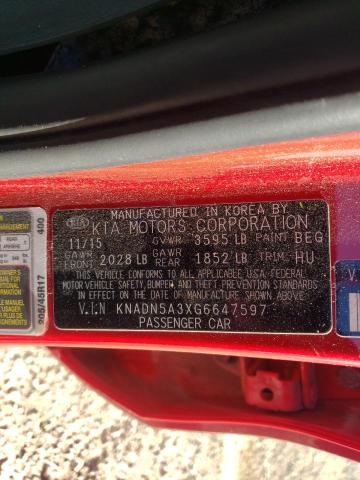 MANUFACTURED IN KOREA BY
KIA KIA MOTORS CORPORATION
11/15 GVWR 3595 LB PAINT BEG
GAWR FRONT 2028 LB GAWR REAR 1852 LB TRIM HU
THIS VEHICLE CONFORMS TO ALL APPLICABLE U.S.A. FEDERAL
MOTOR VEHICLE SAFETY, BUMPER, AND THEFT PREVENTION STANDARDS
IN EFFECT ON THE DATE OF MANUFACTURE SHOWN ABOVE.
V.I.N KNADN5A3XG6647597
PASSENGER CAR
400
205/45R17